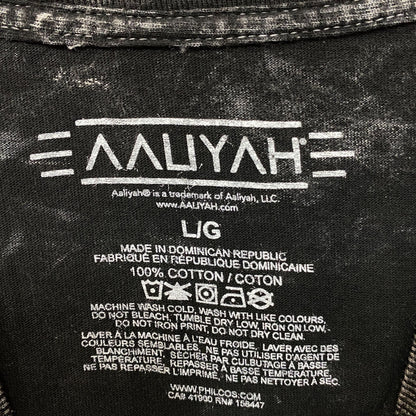 AALIYAH®
Aaliyah® is a trademark of Aaliyah, LLC.
www.AALIYAH.com
L/G
MADE IN DOMINICAN REPUBLIC
FABRIQUÉ EN RÉPUBLIQUE DOMINICAINE
100% COTTON / COTON
MACHINE WASH COLD, WASH WITH LIKE COLOURS,
DO NOT BLEACH, TUMBLE DRY LOW, IRON ON LOW.
DO NOT IRON PRINT, DO NOT DRY CLEAN.
LAVER À LA MACHINE À L'EAU FROIDE. LAVER AVEC DES
COULEURS SEMBLABLES. NE PAS UTILISER D'AGENT DE
BLANCHIMENT, SÉCHER PAR CULBUTAGE À BASSE
TEMPÉRATURE, REPASSER À BASSE TEMPÉRATURE,
NE PAS REPASSER L'IMPRIMÉ, NE PAS NETTOYER À SEC.
WWW.PHILCOS.COM
CA# 41900 RN# 158447